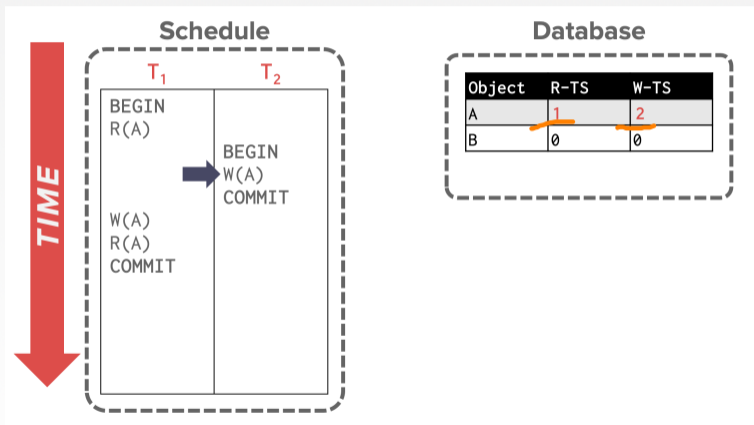 Schedule
Database
TIME
T1 T2
BEGIN
R(A)
BEGIN
W(A)
COMMIT
W(A)
R(A)
COMMIT
Object R-TS W-TS
A 1 2
B 0 0